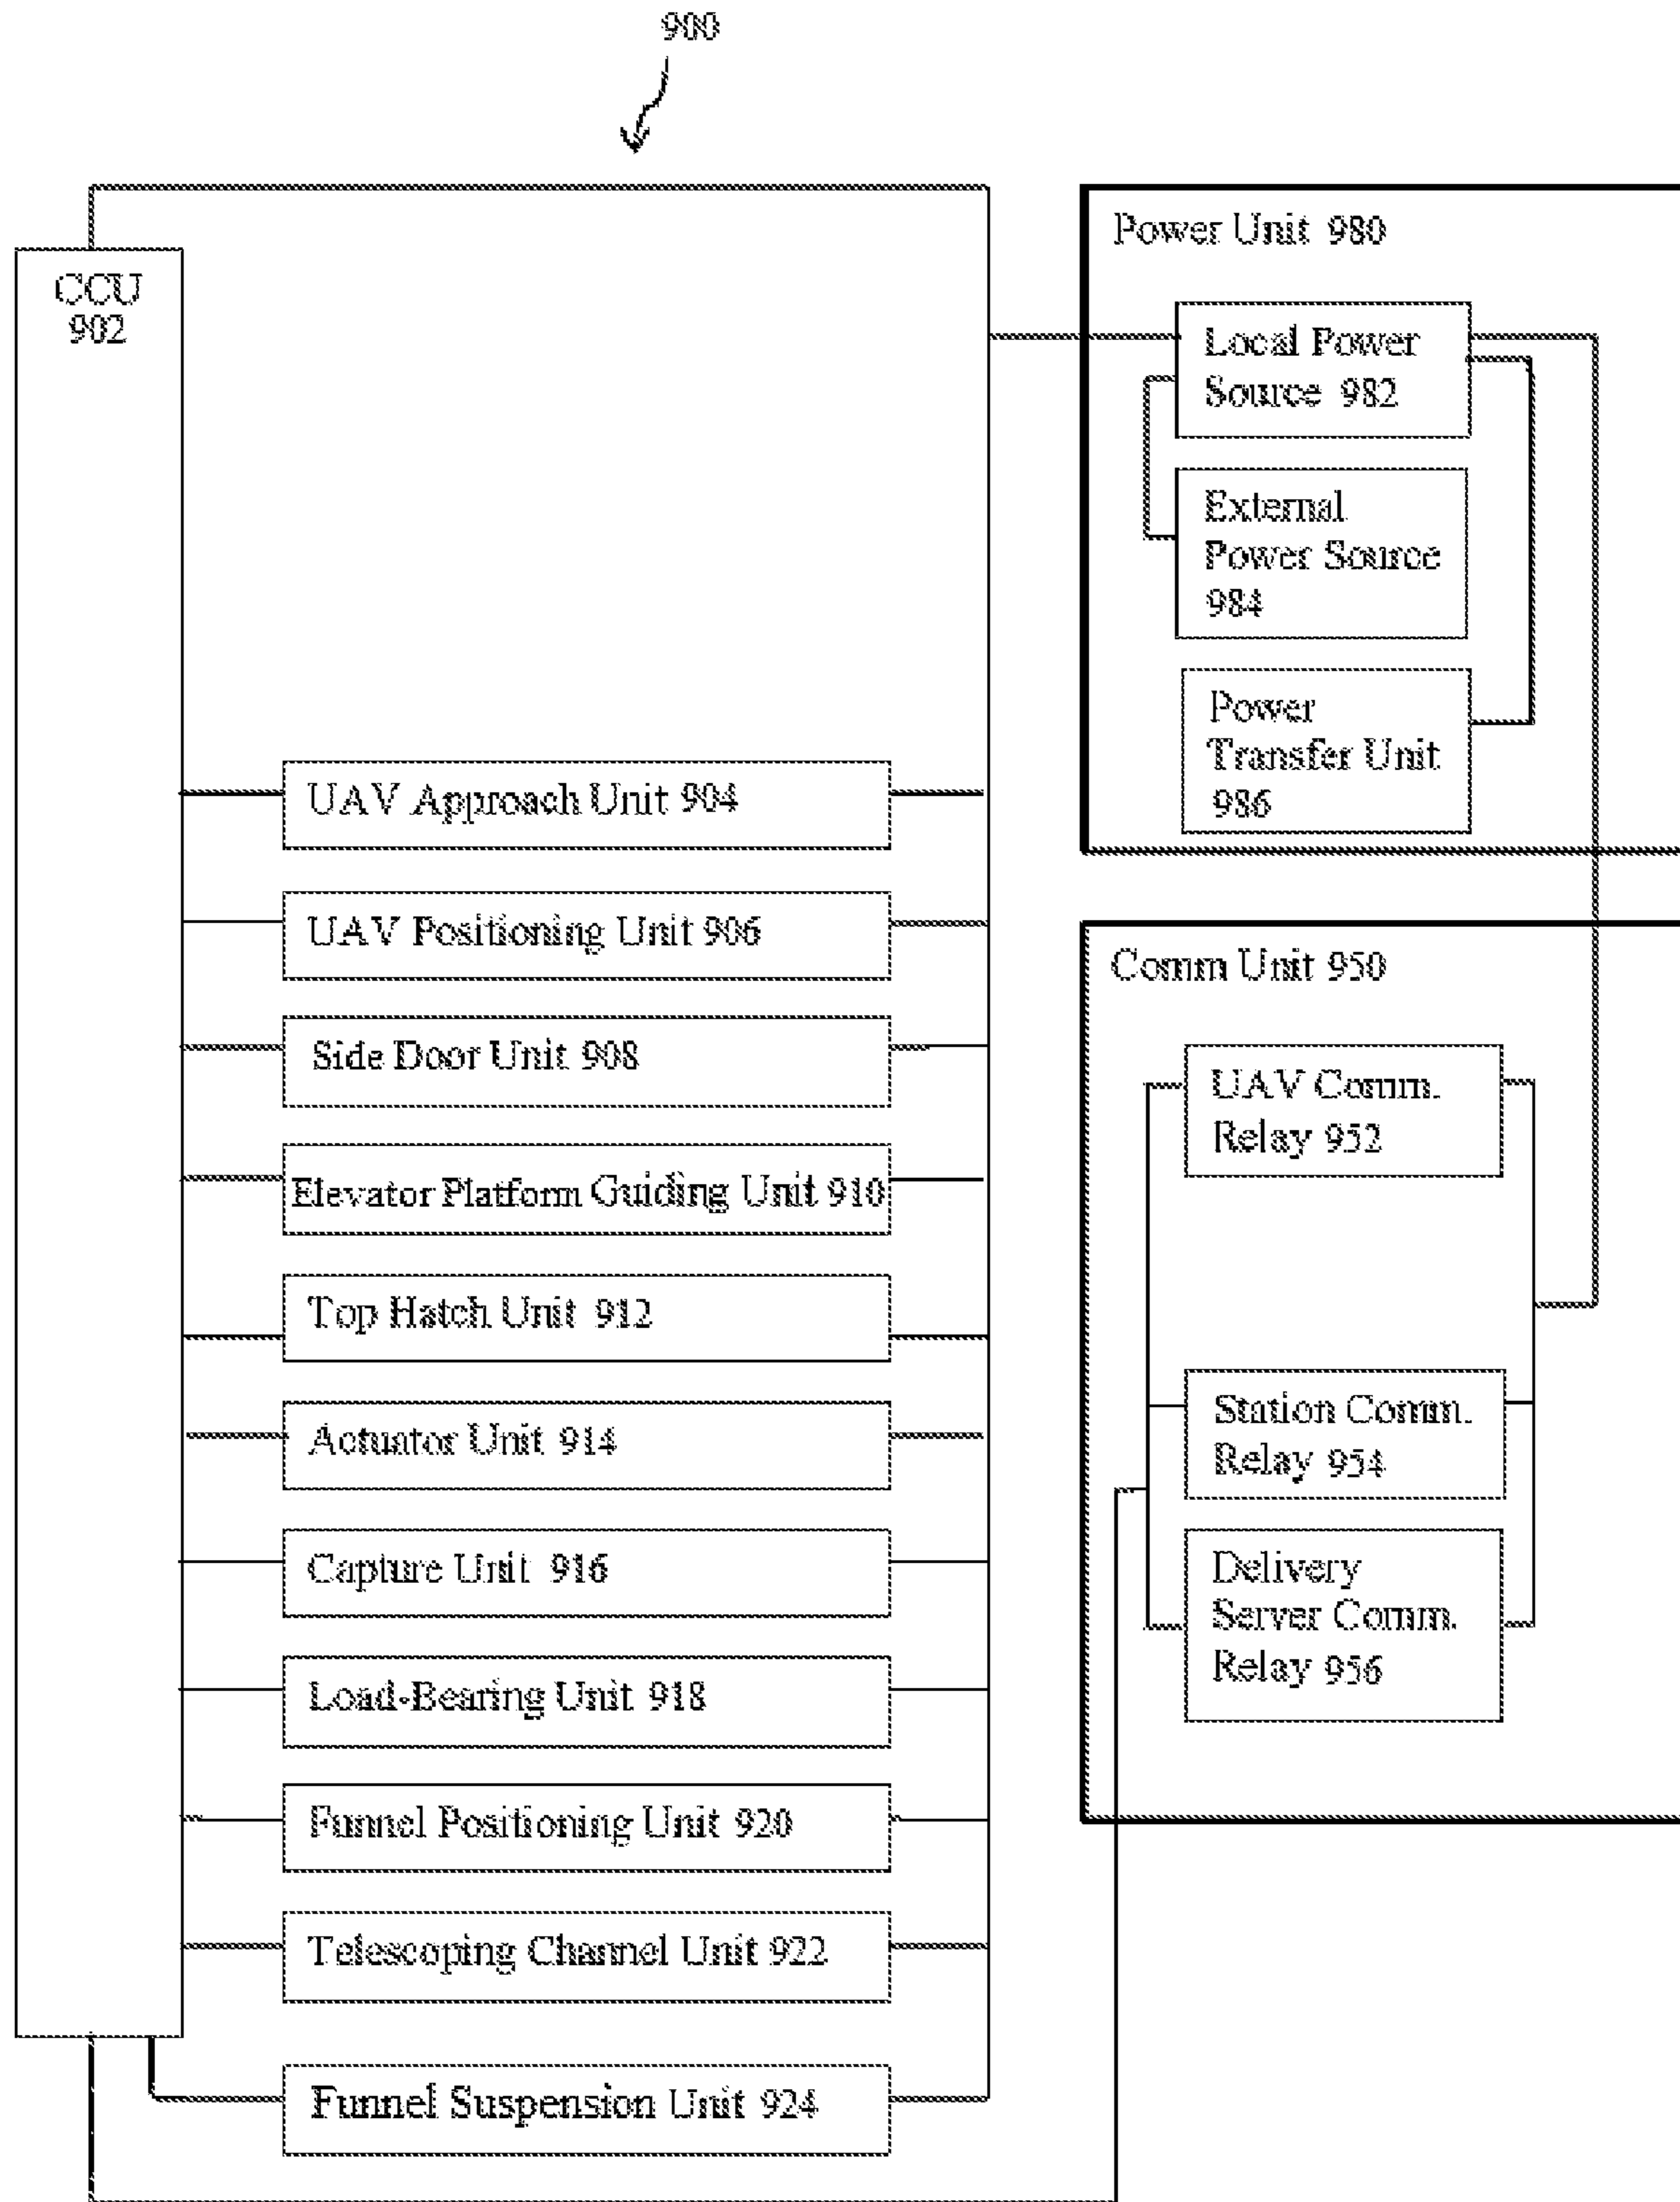 900
CCU
902
UAV Approach Unit 904
UAV Positioning Unit 906
Side Door Unit 908
Elevator Platform Guiding Unit 910
Top Hatch Unit 912
Actuator Unit 914
Capture Unit 916
Load-Bearing Unit 918
Funnel Positioning Unit 920
Telescoping Channel Unit 922
Funnel Suspension Unit 924
Power Unit 980
Local Power
Source 982
External
Power Source
984
Power
Transfer Unit
986
Comm Unit 950
UAV Comm.
Relay 952
Station Comm.
Relay 954
Delivery
Server Comm.
Relay 956